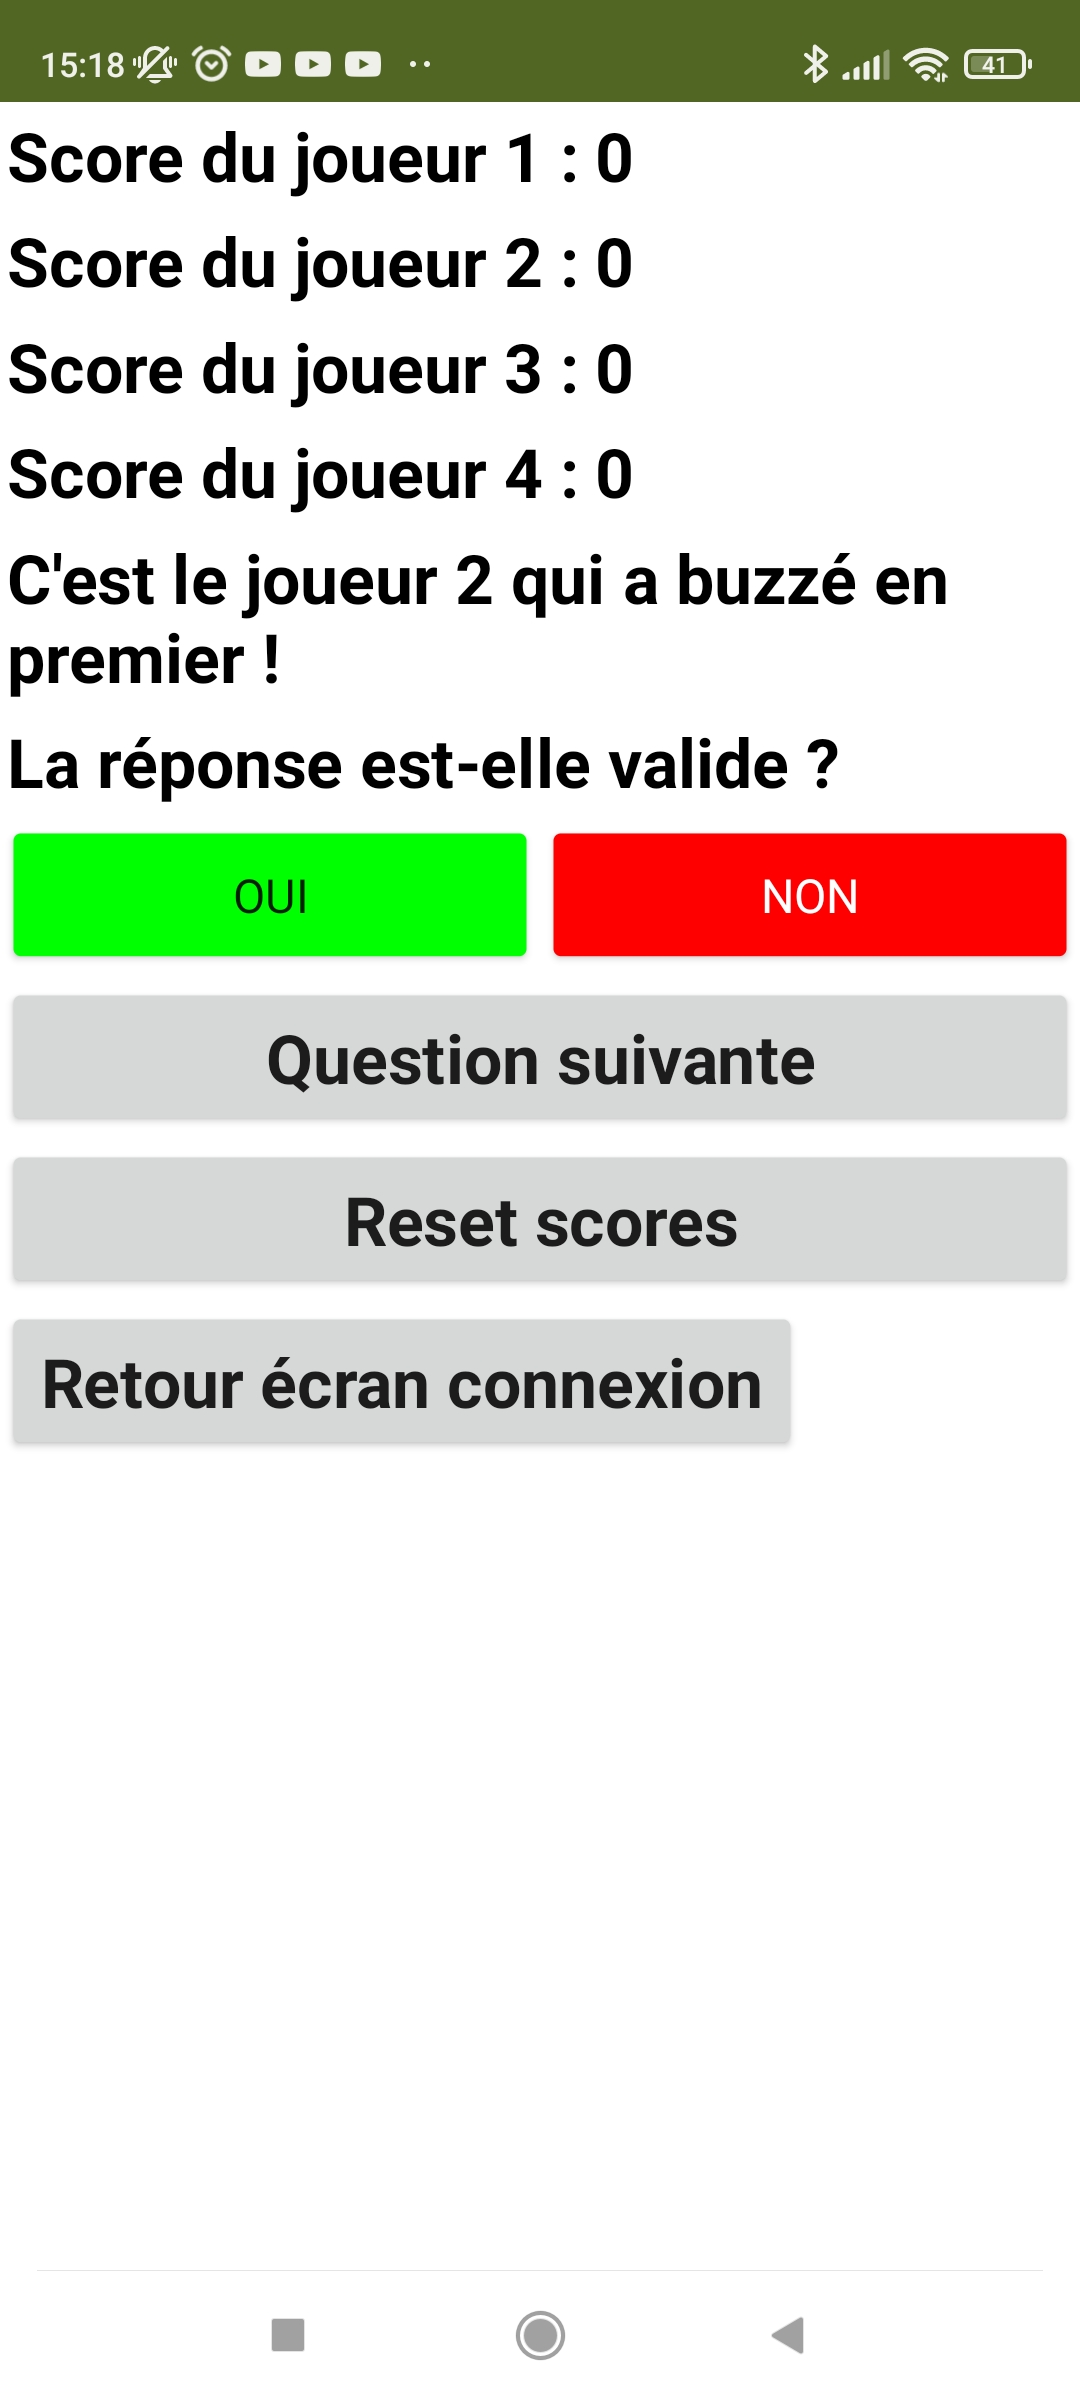 15:18
41
Score du joueur 1 : 0
Score du joueur 2 : 0
Score du joueur 3 : 0
Score du joueur 4 : 0
C'est le joueur 2 qui a buzzé en
premier !
La réponse est-elle valide ?
OUI
NON
Question suivante
Reset scores
Retour écran connexion